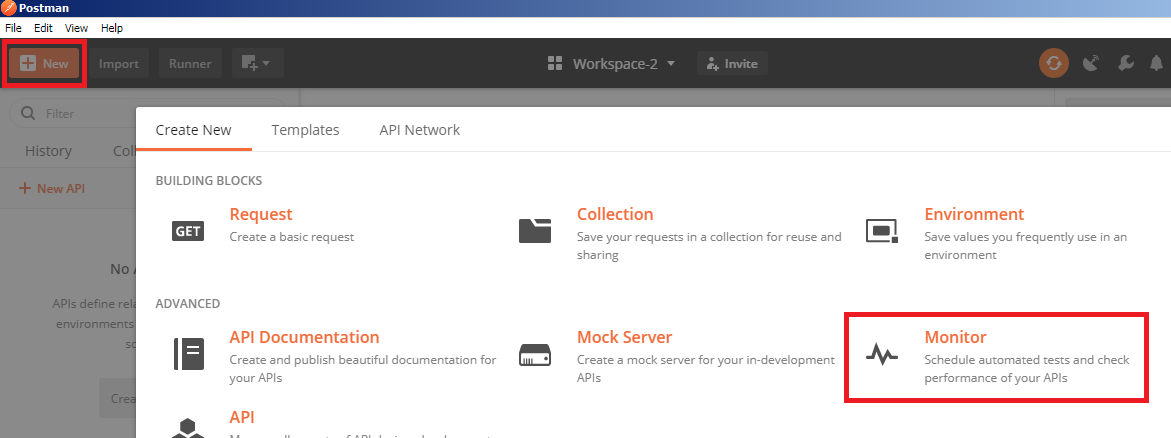 Postman
File Edit View Help
New Import Runner Workspace-2 Invite
Filter
Create New Templates API Network
History
BUILDING BLOCKS
New API
Request Collection Environment
GET
Create a basic request Save your requests in a collection for reuse and Save values you frequently use in an
sharing environment
No
ADVANCED
APIs define
environments
API Documentation Mock Server Monitor
Create and publish beautiful documentation for Create a mock server for your in-development Schedule automated tests and check
your APIs APIs performance of your APIs
API